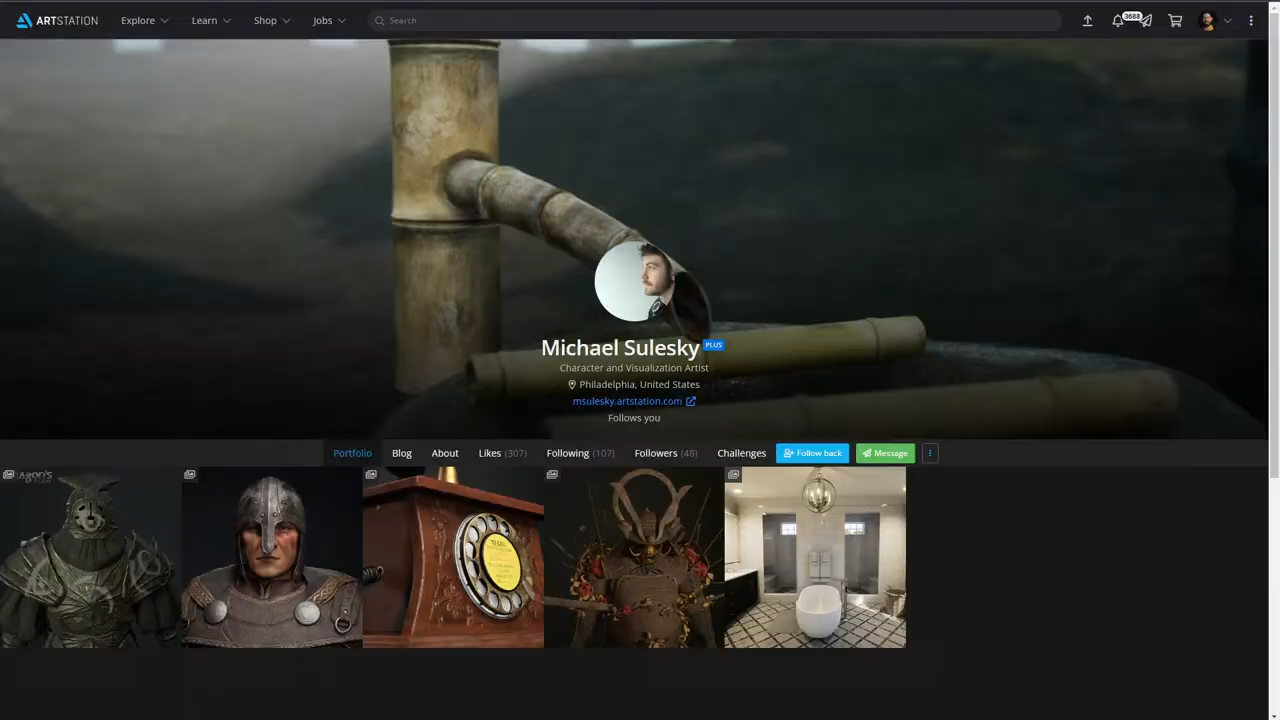 ARTSTATION Explore Learn Shop Jobs Search 3688
Michael Sulesky PLUS
Character and Visualization Artist
Philadelphia, United States
msulesky.artstation.com
Follows you
Portfolio Blog About Likes (307) Following (107) Followers (48) Challenges Follow back Message